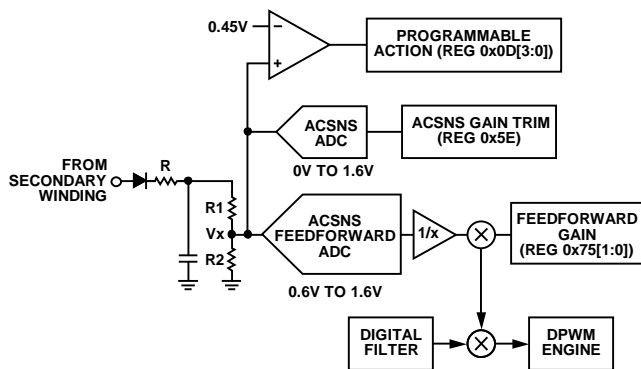 0.45V
−
+
PROGRAMMABLE
ACTION (REG 0x0D[3:0])
ACSNS
ADC
0V TO 1.6V
ACSNS GAIN TRIM
(REG 0x5E)
FROM
SECONDARY
WINDING
R
R1
Vx
R2
ACSNS
FEEDFORWARD
ADC
0.6V TO 1.6V
1/x
×
FEEDFORWARD
GAIN
(REG 0x75[1:0])
DIGITAL
FILTER
×
DPWM
ENGINE